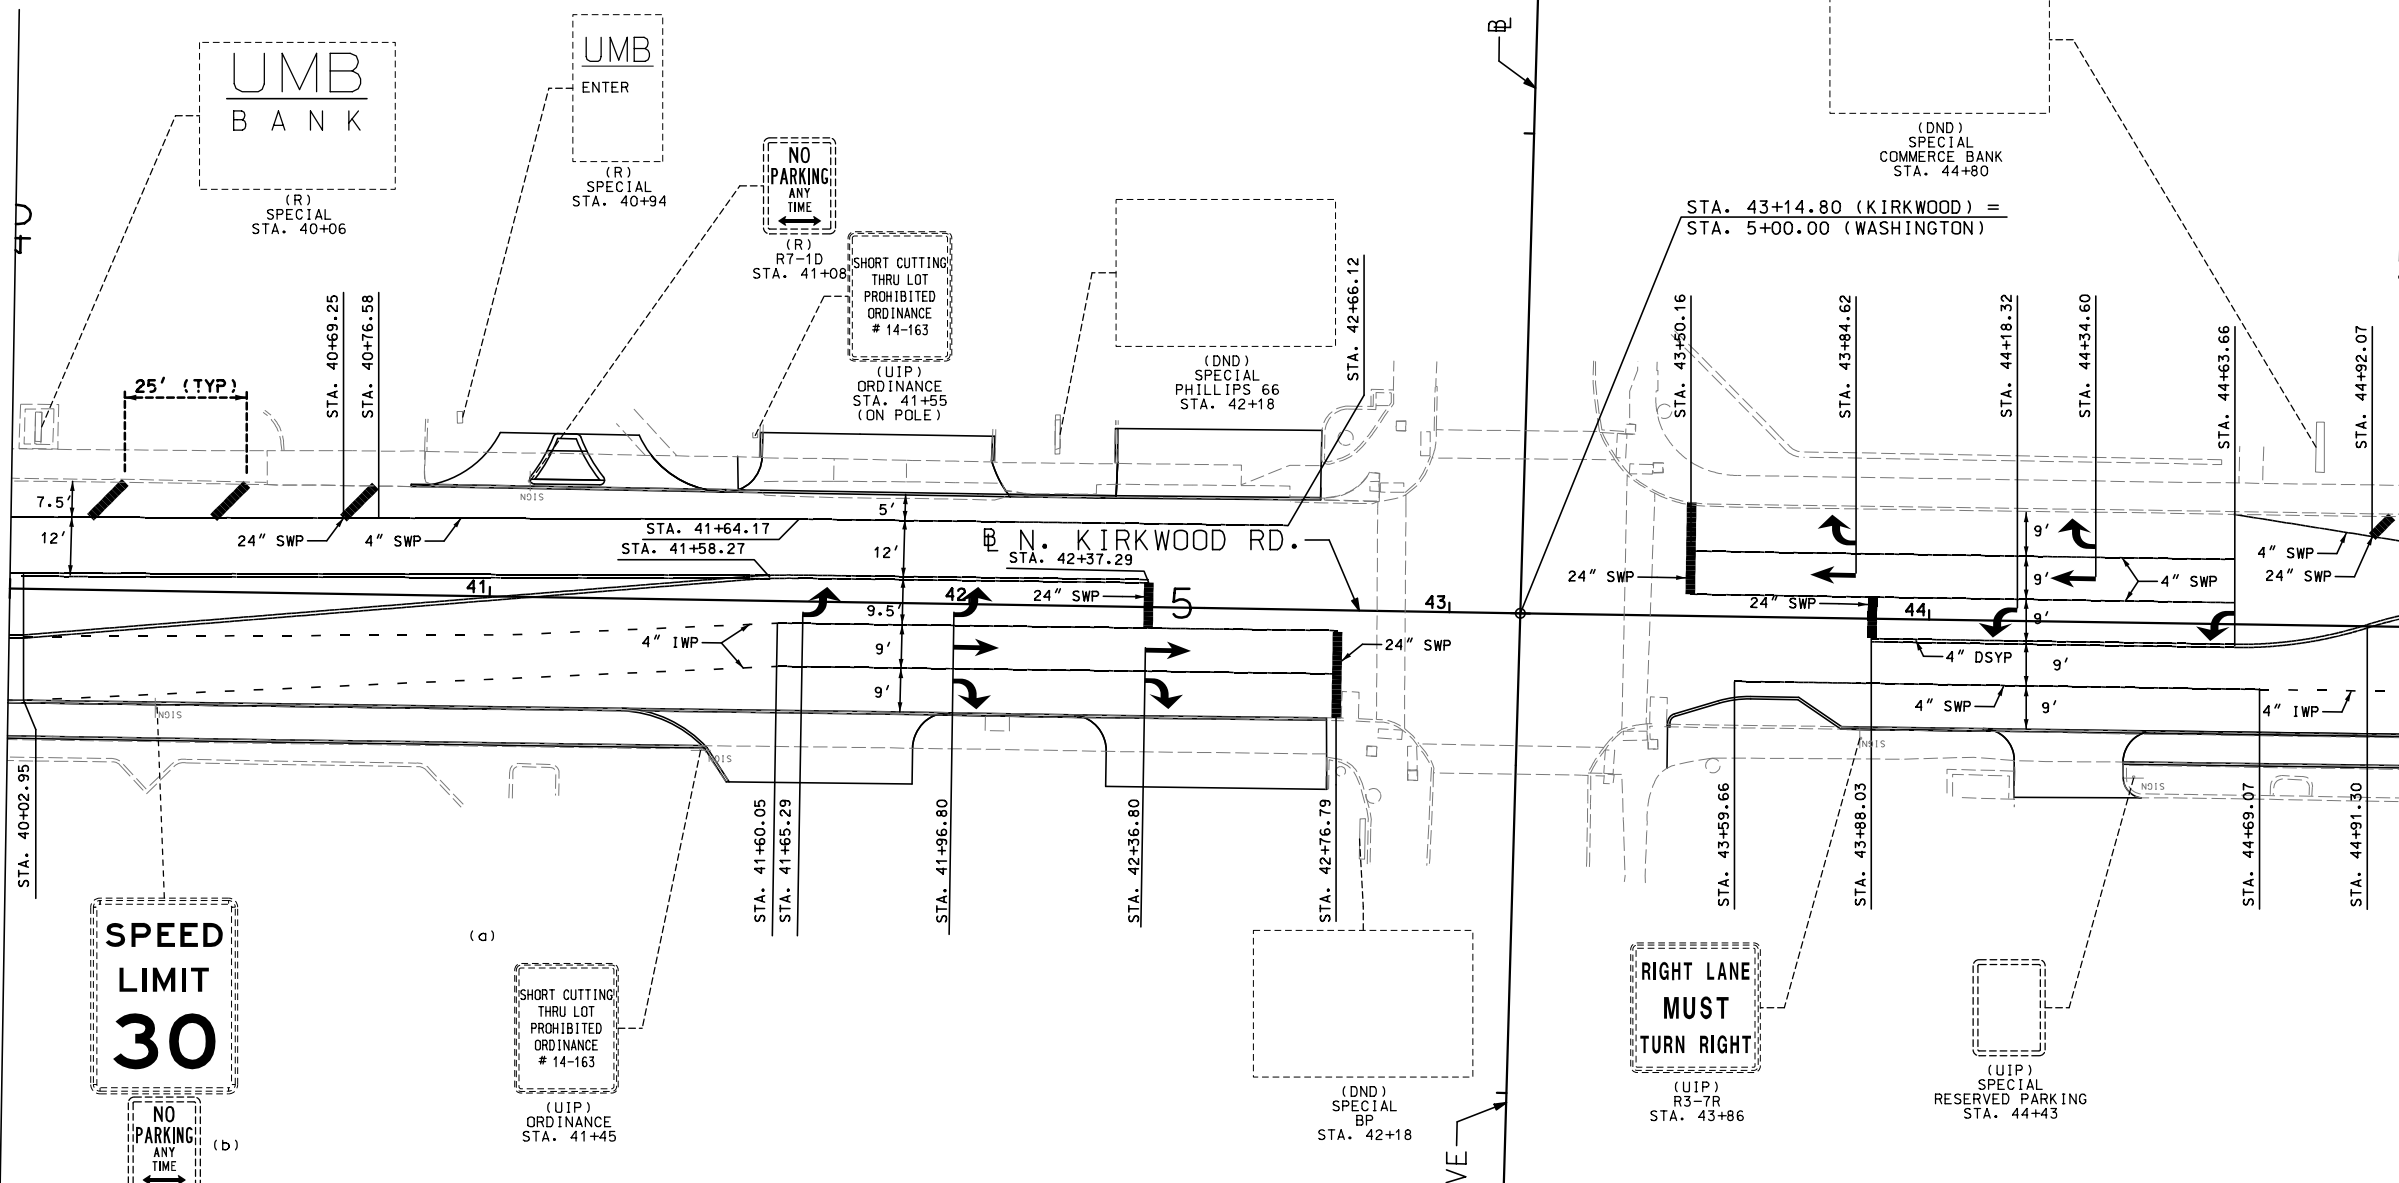 UMB
BANK
(R)
SPECIAL
STA. 40+06
UMB
ENTER
(R)
SPECIAL
STA. 40+94
NO
PARKING
ANY
TIME
(R)
R7-1D
STA. 41+08
SHORT CUTTING
THRU LOT
PROHIBITED
ORDINANCE
# 14-163
(UIP)
ORDINANCE
STA. 41+55
(ON POLE)
(DND)
SPECIAL
PHILLIPS 66
STA. 42+18
STA. 42+66.12
BL
(DND)
SPECIAL
COMMERCE BANK
STA. 44+80
STA. 43+14.80 (KIRKWOOD) =
STA. 5+00.00 (WASHINGTON)
40
STA. 40+69.25
STA. 40+76.58
STA. 43+50.16
STA. 43+84.62
STA. 44+18.32
STA. 44+34.60
STA. 44+63.66
STA. 44+92.07
25' (TYP)
7.5'
12'
24" SWP
4" SWP
SIGN
STA. 41+64.17
STA. 41+58.27
5'
12'
BL N. KIRKWOOD RD.
STA. 42+37.29
24" SWP
9.5'
9'
9'
41
42
5
43
44
4" IWP
24" SWP
24" SWP
24" SWP
9'
9'
9'
9'
9'
4" SWP
4" SWP
24" SWP
4" DSYP
4" SWP
4" IWP
SIGN
SIGN
SIGN
SIGN
STA. 40+02.95
STA. 41+60.05
STA. 41+65.29
STA. 41+96.80
STA. 42+36.80
STA. 42+76.79
STA. 43+59.66
STA. 43+88.03
STA. 44+69.07
STA. 44+91.30
SPEED
LIMIT
30
(a)
NO
PARKING
ANY
TIME
(b)
SHORT CUTTING
THRU LOT
PROHIBITED
ORDINANCE
# 14-163
(UIP)
ORDINANCE
STA. 41+45
(DND)
SPECIAL
BP
STA. 42+18
VE
RIGHT LANE
MUST
TURN RIGHT
(UIP)
R3-7R
STA. 43+86
(UIP)
SPECIAL
RESERVED PARKING
STA. 44+43